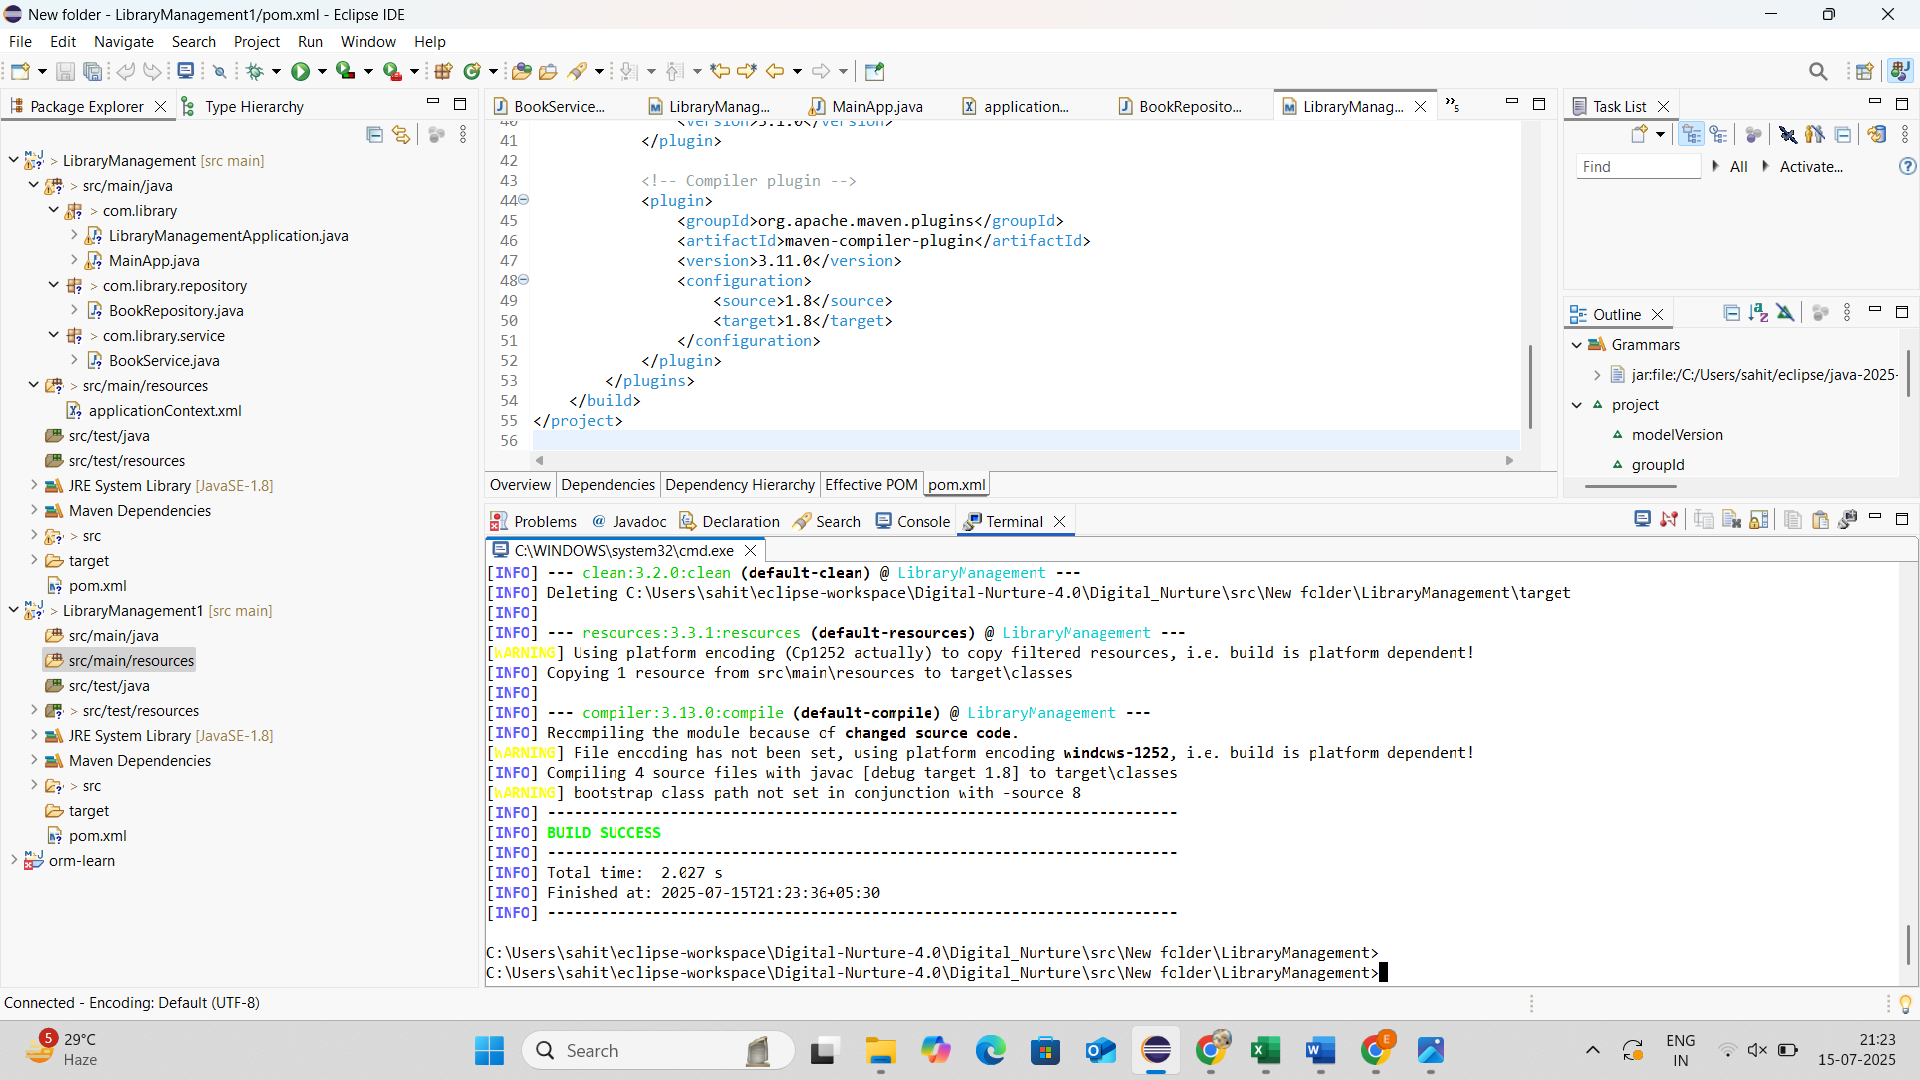 New folder - LibraryManagement1/pom.xml - Eclipse IDE
File Edit Navigate Search Project Run Window Help
Package Explorer
Type Hierarchy
BookService... LibraryManag... MainApp.java application... BookReposito... LibraryManag... »5
Task List
LibraryManagement [src main]
src/main/java
> com.library
LibraryManagementApplication.java
MainApp.java
> com.library.repository
BookRepository.java
> com.library.service
BookService.java
> src/main/resources
applicationContext.xml
src/test/java
src/test/resources
JRE System Library [JavaSE-1.8]
Maven Dependencies
> src
target
pom.xml
> LibraryManagement1 [src main]
src/main/java
src/main/resources
src/test/java
> src/test/resources
JRE System Library [JavaSE-1.8]
Maven Dependencies
> src
target
pom.xml
orm-learn
40 <version>3.1.0</version>
41 </plugin>
42
43 <!-- Compiler plugin -->
44 <plugin>
45 <groupId>org.apache.maven.plugins</groupId>
46 <artifactId>maven-compiler-plugin</artifactId>
47 <version>3.11.0</version>
48 <configuration>
49 <source>1.8</source>
50 <target>1.8</target>
51 </configuration>
52 </plugin>
53 </plugins>
54 </build>
55 </project>
56
Overview Dependencies Dependency Hierarchy Effective POM pom.xml
Find All Activate...
Outline
Grammars
jar:file:/C:/Users/sahit/eclipse/java-2025-
project
modelVersion
groupId
Problems Javadoc Declaration Search Console Terminal
C:\WINDOWS\system32\cmd.exe
[INFO] --- clean:3.2.0:clean (default-clean) @ LibraryManagement ---
[INFO] Deleting C:\Users\sahit\eclipse-workspace\Digital-Nurture-4.0\Digital_Nurture\src\New folder\LibraryManagement\target
[INFO]
[INFO] --- resources:3.3.1:resources (default-resources) @ LibraryManagement ---
[WARNING] Using platform encoding (Cp1252 actually) to copy filtered resources, i.e. build is platform dependent!
[INFO] Copying 1 resource from src\main\resources to target\classes
[INFO]
[INFO] --- compiler:3.13.0:compile (default-compile) @ LibraryManagement ---
[INFO] Recompiling the module because of changed source code.
[WARNING] File encoding has not been set, using platform encoding windows-1252, i.e. build is platform dependent!
[INFO] Compiling 4 source files with javac [debug target 1.8] to target\classes
[WARNING] bootstrap class path not set in conjunction with -source 8
[INFO] ------------------------------------------------------------------------
[INFO] BUILD SUCCESS
[INFO] ------------------------------------------------------------------------
[INFO] Total time:  2.027 s
[INFO] Finished at: 2025-07-15T21:23:36+05:30
[INFO] ------------------------------------------------------------------------
C:\Users\sahit\eclipse-workspace\Digital-Nurture-4.0\Digital_Nurture\src\New folder\LibraryManagement>
C:\Users\sahit\eclipse-workspace\Digital-Nurture-4.0\Digital_Nurture\src\New folder\LibraryManagement>
Connected - Encoding: Default (UTF-8)
5
29°C
Haze
Search
E
ENG
IN
21:23
15-07-2025